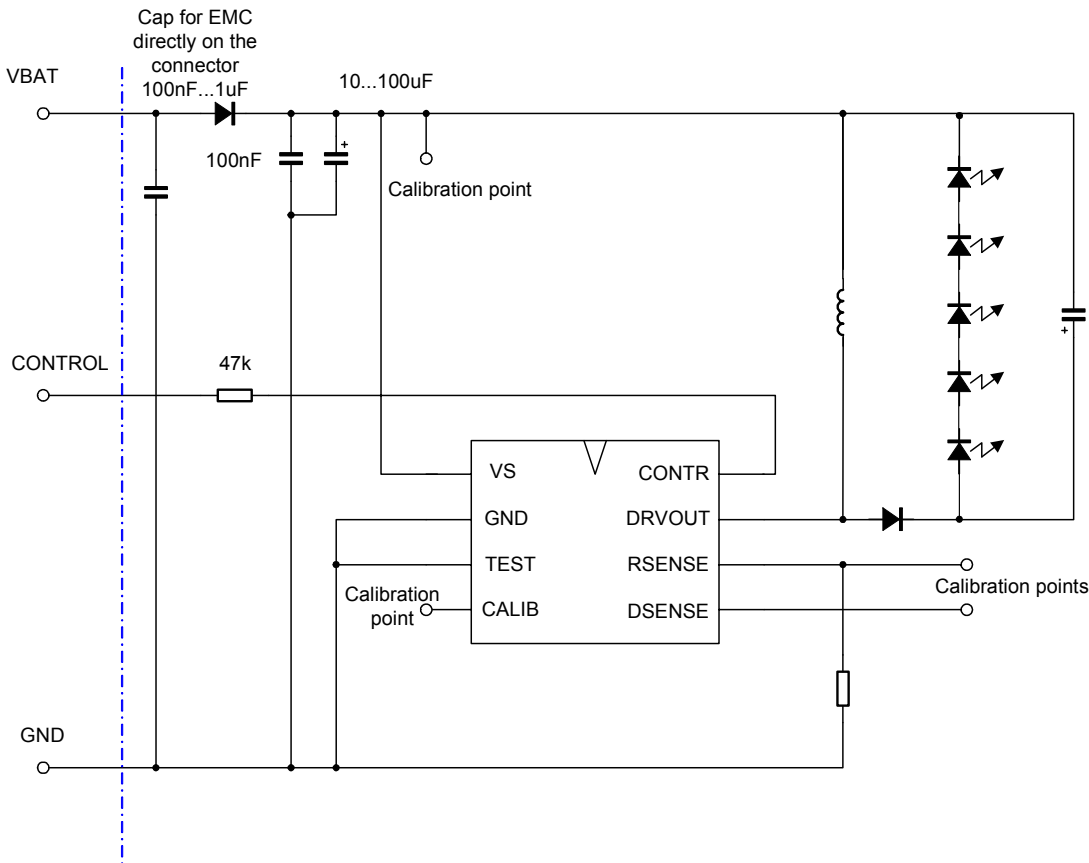 Cap for EMC
directly on the
connector
100nF...1uF
VBAT
10...100uF
100nF
+
Calibration point
+
CONTROL
47k
VS
CONTR
GND
DRVOUT
TEST
RSENSE
Calibration
point
CALIB
DSENSE
Calibration points
GND